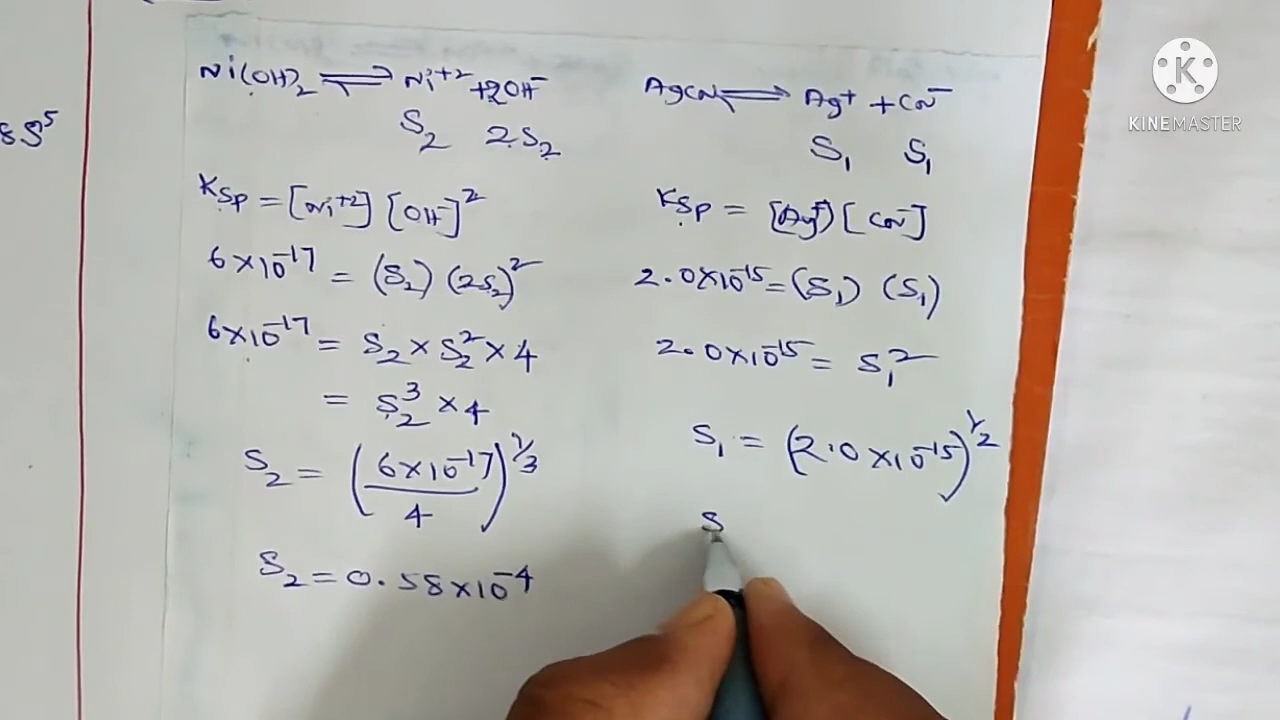 8S⁵
Ni(OH)₂ ⇌ Ni⁺² + 2OH⁻
S₂ 2S₂
Ksp = [Ni⁺²] [OH⁻]²
6×10⁻¹⁷ = (S₂) (2S₂)²
6×10⁻¹⁷ = S₂ × S₂² × 4
= S₂³ × 4
S₂ = (6×10⁻¹⁷/4)^1/3
S₂ = 0.58×10⁻⁴
AgCN ⇌ Ag⁺ + CN⁻
S₁ S₁
Ksp = [Ag⁺] [CN⁻]
2.0×10⁻¹⁵ = (S₁) (S₁)
2.0×10⁻¹⁵ = S₁²
S₁ = (2.0×10⁻¹⁵)^1/2
S
K
KINEMASTER